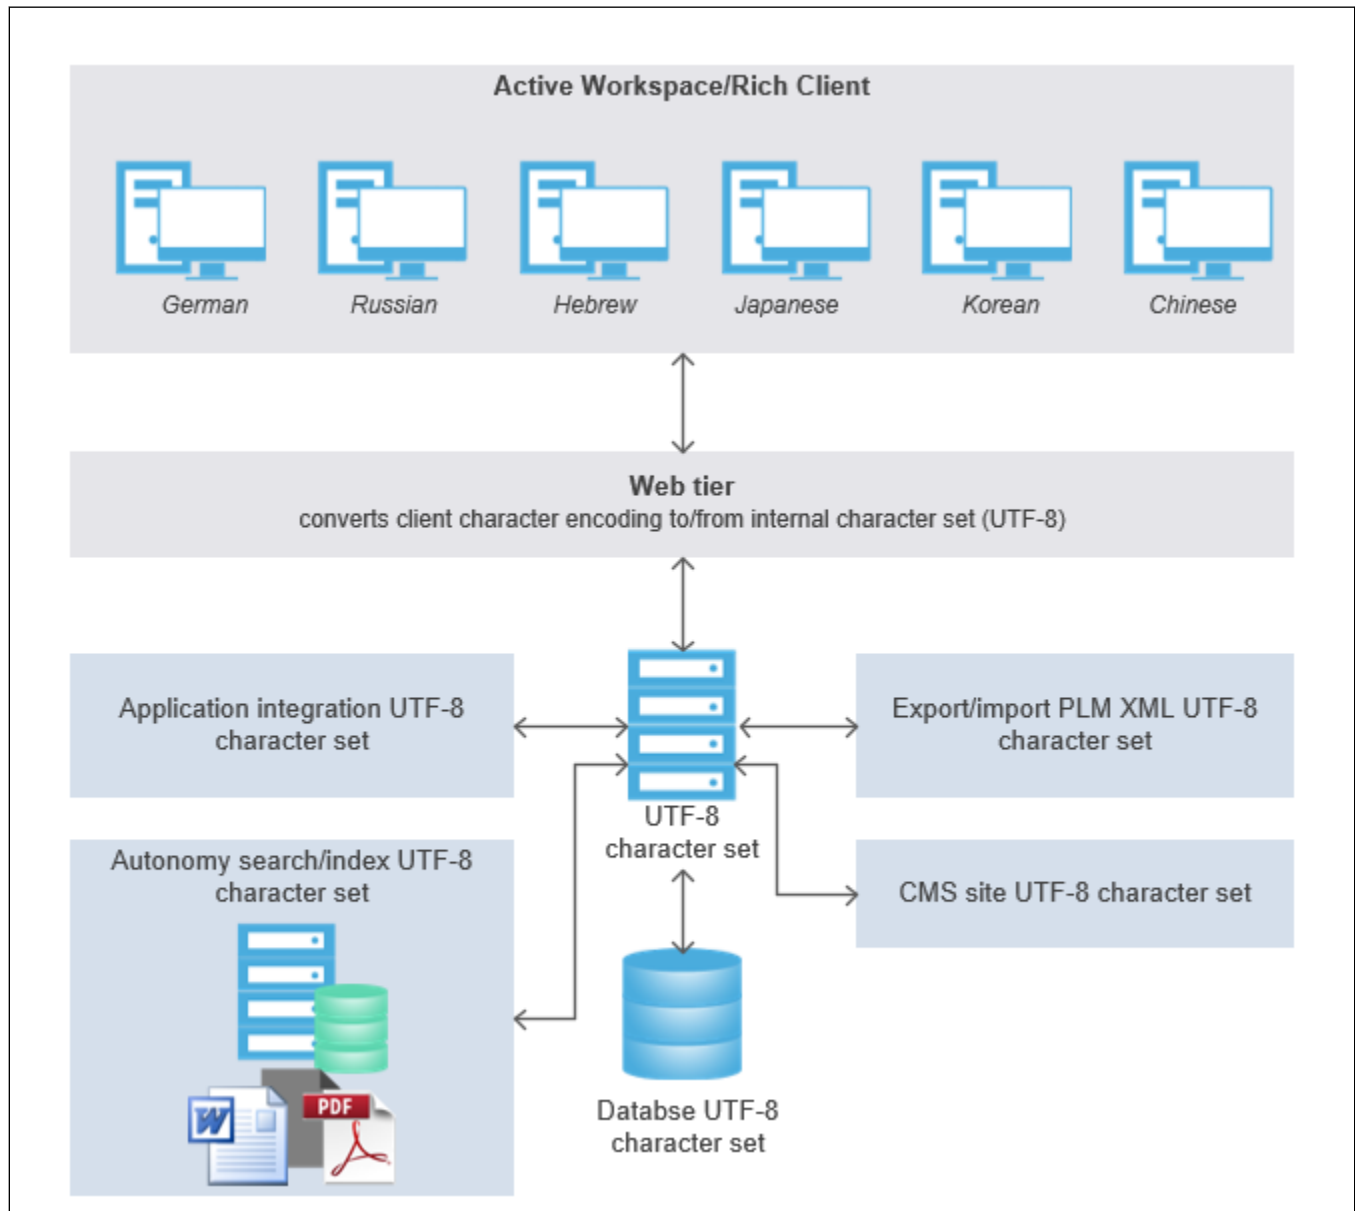 Active Workspace/Rich Client
German
Russian
Hebrew
Japanese
Korean
Chinese
Web tier
converts client character encoding to/from internal character set (UTF-8)
Application integration UTF-8
character set
Export/import PLM XML UTF-8
character set
UTF-8
character set
Autonomy search/index UTF-8
character set
CMS site UTF-8 character set
W
PDF
Databse UTF-8
character set